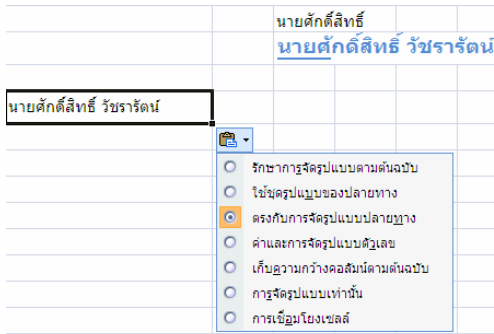 นายศักดิ์สิทธิ์
นายศักดิ์สิทธิ์ วัชรารัตน์
นายศักดิ์สิทธิ์ วัชรารัตน์
รักษาการจัดรูปแบบตามต้นฉบับ
ใช้ชุดรูปแบบของปลายทาง
ตรงกับการจัดรูปแบบปลายทาง
ค่าและการจัดรูปแบบตัวเลข
เก็บความกว้างคอลัมน์ตามต้นฉบับ
การจัดรูปแบบเท่านั้น
การเชื่อมโยงเซลล์